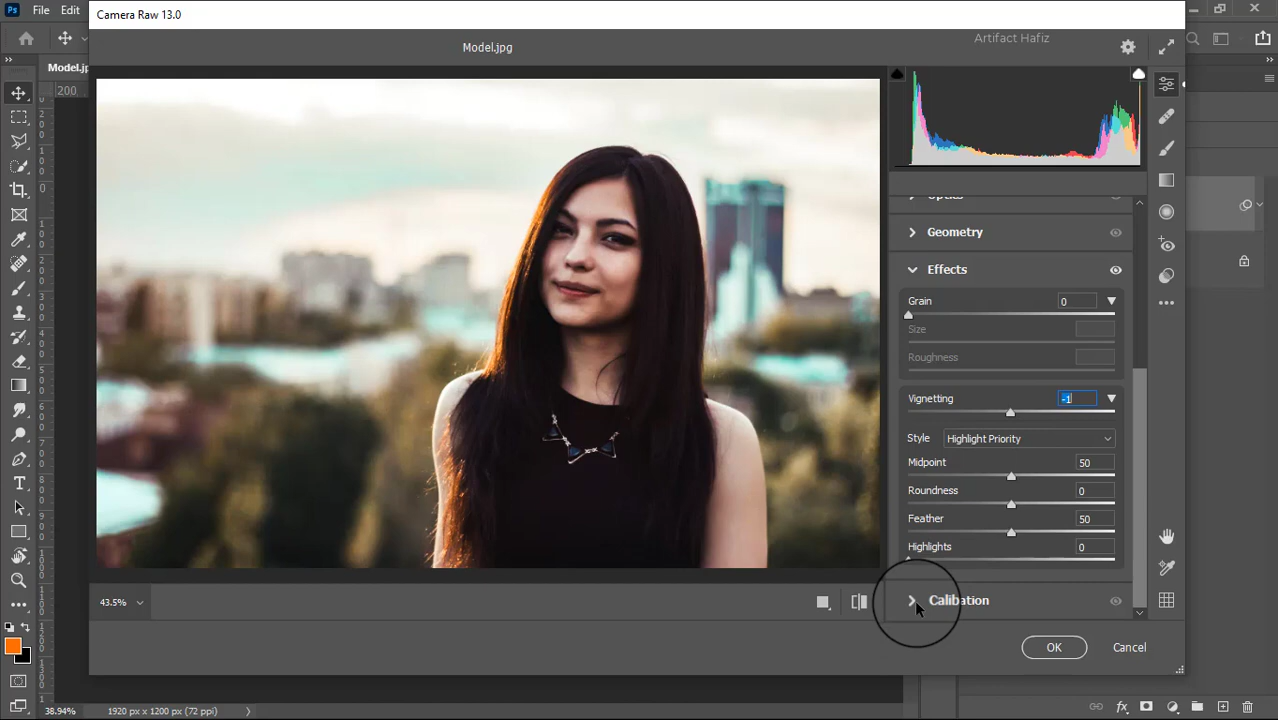 Ps File Edit
Camera Raw 13.0
Model.jpg
Artifact Hafiz
Model.jp
200
Optics
Geometry
Effects
Grain 0
Size
Roughness
Vignetting -1
Style Highlight Priority
Midpoint 50
Roundness 0
Feather 50
Highlights 0
Calibation
43.5%
OK Cancel
38.94% 1920 px x 1200 px (72 ppi)
fx